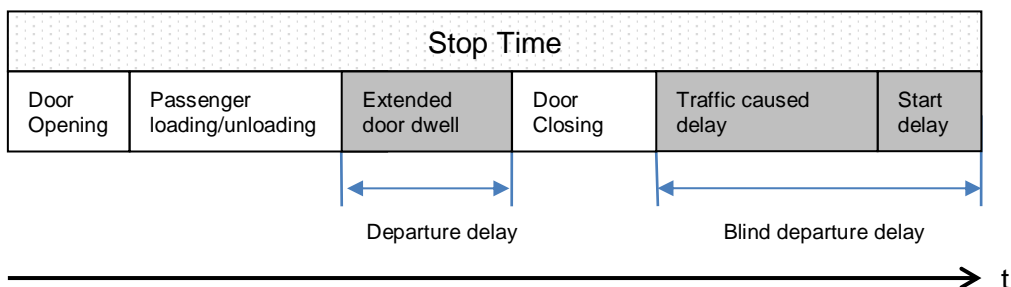 Stop Time
Door
Opening
Passenger
loading/unloading
Extended
door dwell
Door
Closing
Traffic caused
delay
Start
delay
Departure delay
Blind departure delay
t